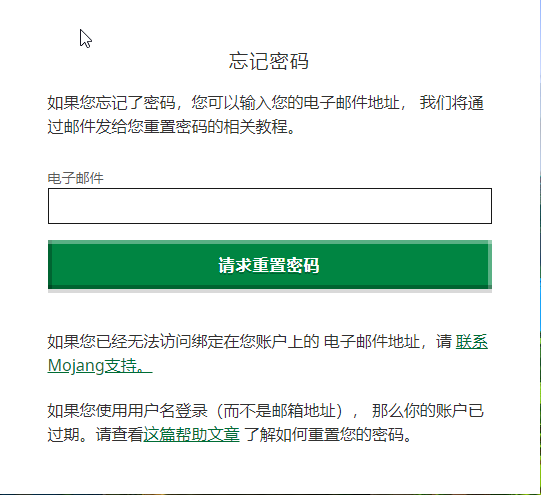 忘记密码
如果您忘记了密码，您可以输入您的电子邮件地址， 我们将通
过邮件发给您重置密码的相关教程。
电子邮件
请求重置密码
如果您已经无法访问绑定在您账户上的 电子邮件地址，请 联系
Mojang支持。
如果您使用用户名登录（而不是邮箱地址）， 那么你的账户已
过期。请查看这篇帮助文章 了解如何重置您的密码。